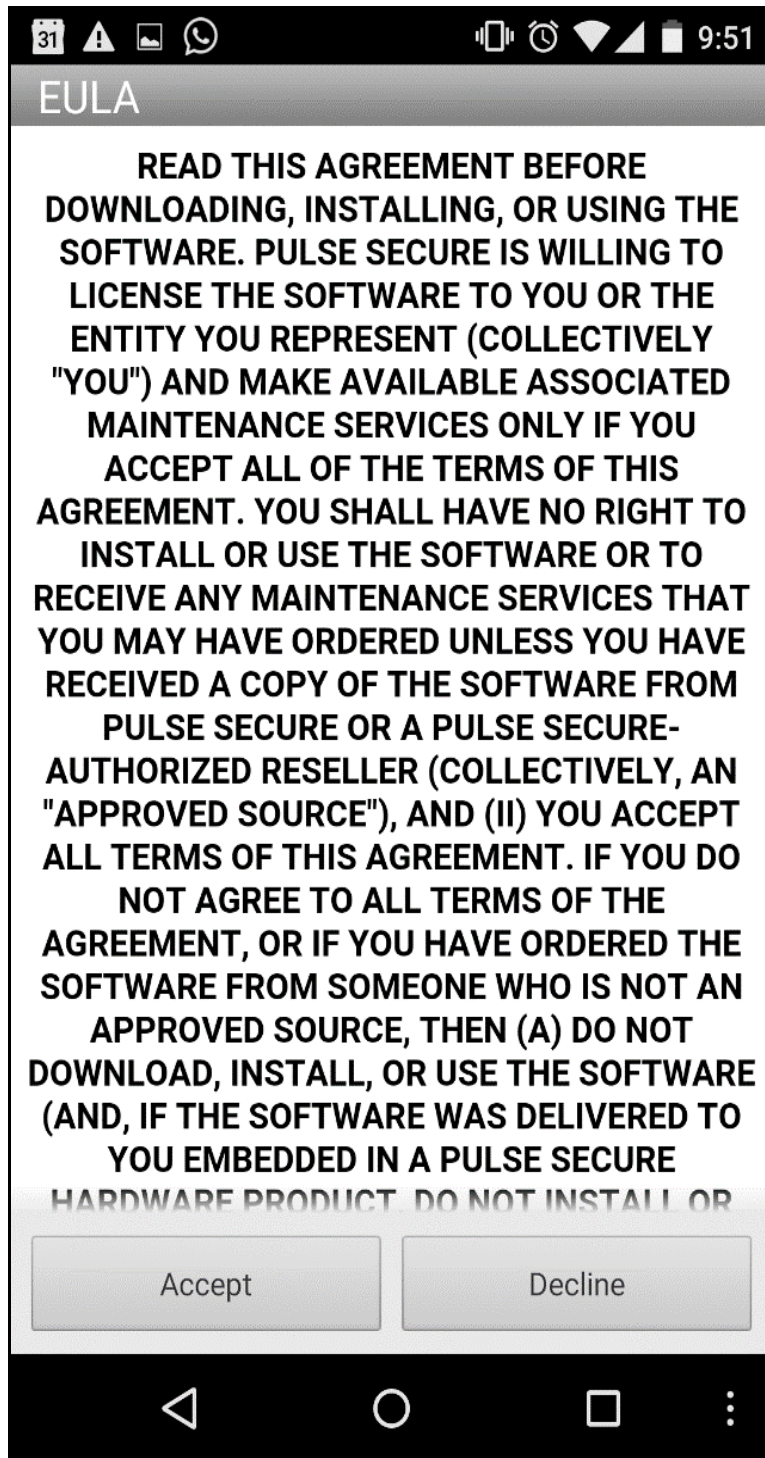 31
9:51
EULA
READ THIS AGREEMENT BEFORE
DOWNLOADING, INSTALLING, OR USING THE
SOFTWARE. PULSE SECURE IS WILLING TO
LICENSE THE SOFTWARE TO YOU OR THE
ENTITY YOU REPRESENT (COLLECTIVELY
"YOU") AND MAKE AVAILABLE ASSOCIATED
MAINTENANCE SERVICES ONLY IF YOU
ACCEPT ALL OF THE TERMS OF THIS
AGREEMENT. YOU SHALL HAVE NO RIGHT TO
INSTALL OR USE THE SOFTWARE OR TO
RECEIVE ANY MAINTENANCE SERVICES THAT
YOU MAY HAVE ORDERED UNLESS YOU HAVE
RECEIVED A COPY OF THE SOFTWARE FROM
PULSE SECURE OR A PULSE SECURE-
AUTHORIZED RESELLER (COLLECTIVELY, AN
"APPROVED SOURCE"), AND (II) YOU ACCEPT
ALL TERMS OF THIS AGREEMENT. IF YOU DO
NOT AGREE TO ALL TERMS OF THE
AGREEMENT, OR IF YOU HAVE ORDERED THE
SOFTWARE FROM SOMEONE WHO IS NOT AN
APPROVED SOURCE, THEN (A) DO NOT
DOWNLOAD, INSTALL, OR USE THE SOFTWARE
(AND, IF THE SOFTWARE WAS DELIVERED TO
YOU EMBEDDED IN A PULSE SECURE
HARDWARE PRODUCT, DO NOT INSTALL OR
Accept
Decline